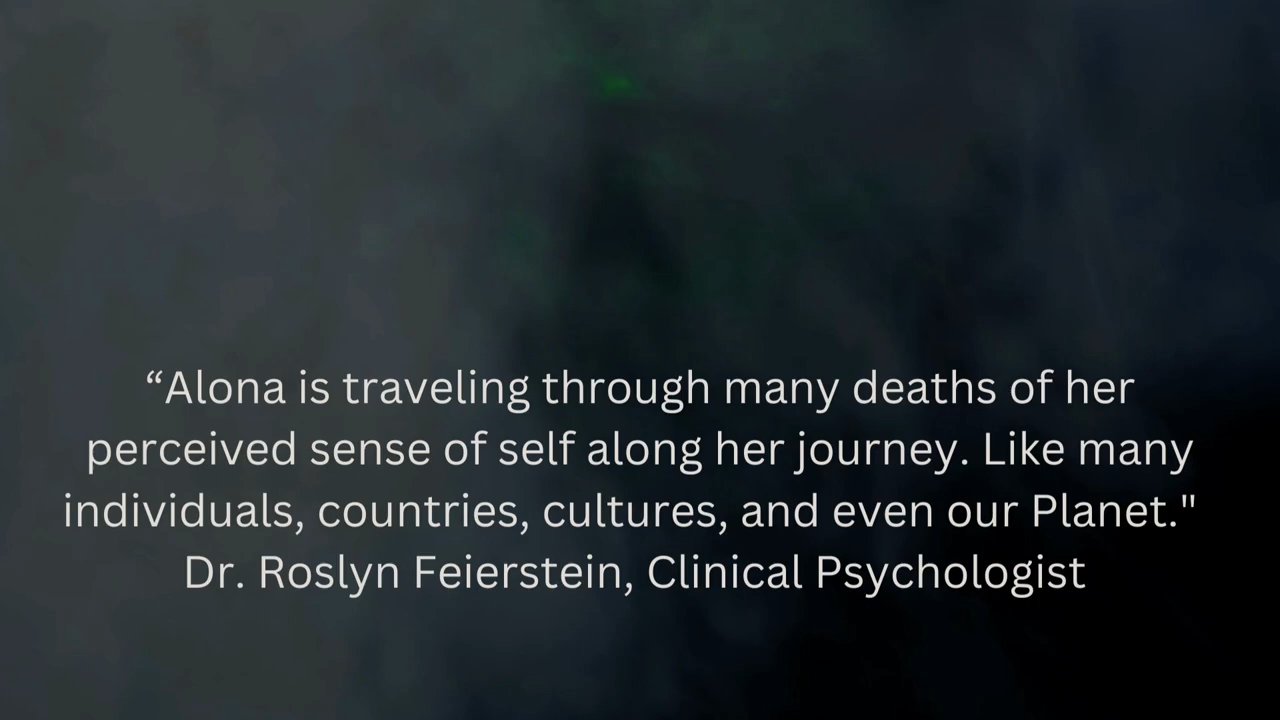 “Alona is traveling through many deaths of her
perceived sense of self along her journey. Like many
individuals, countries, cultures, and even our Planet."
Dr. Roslyn Feierstein, Clinical Psychologist